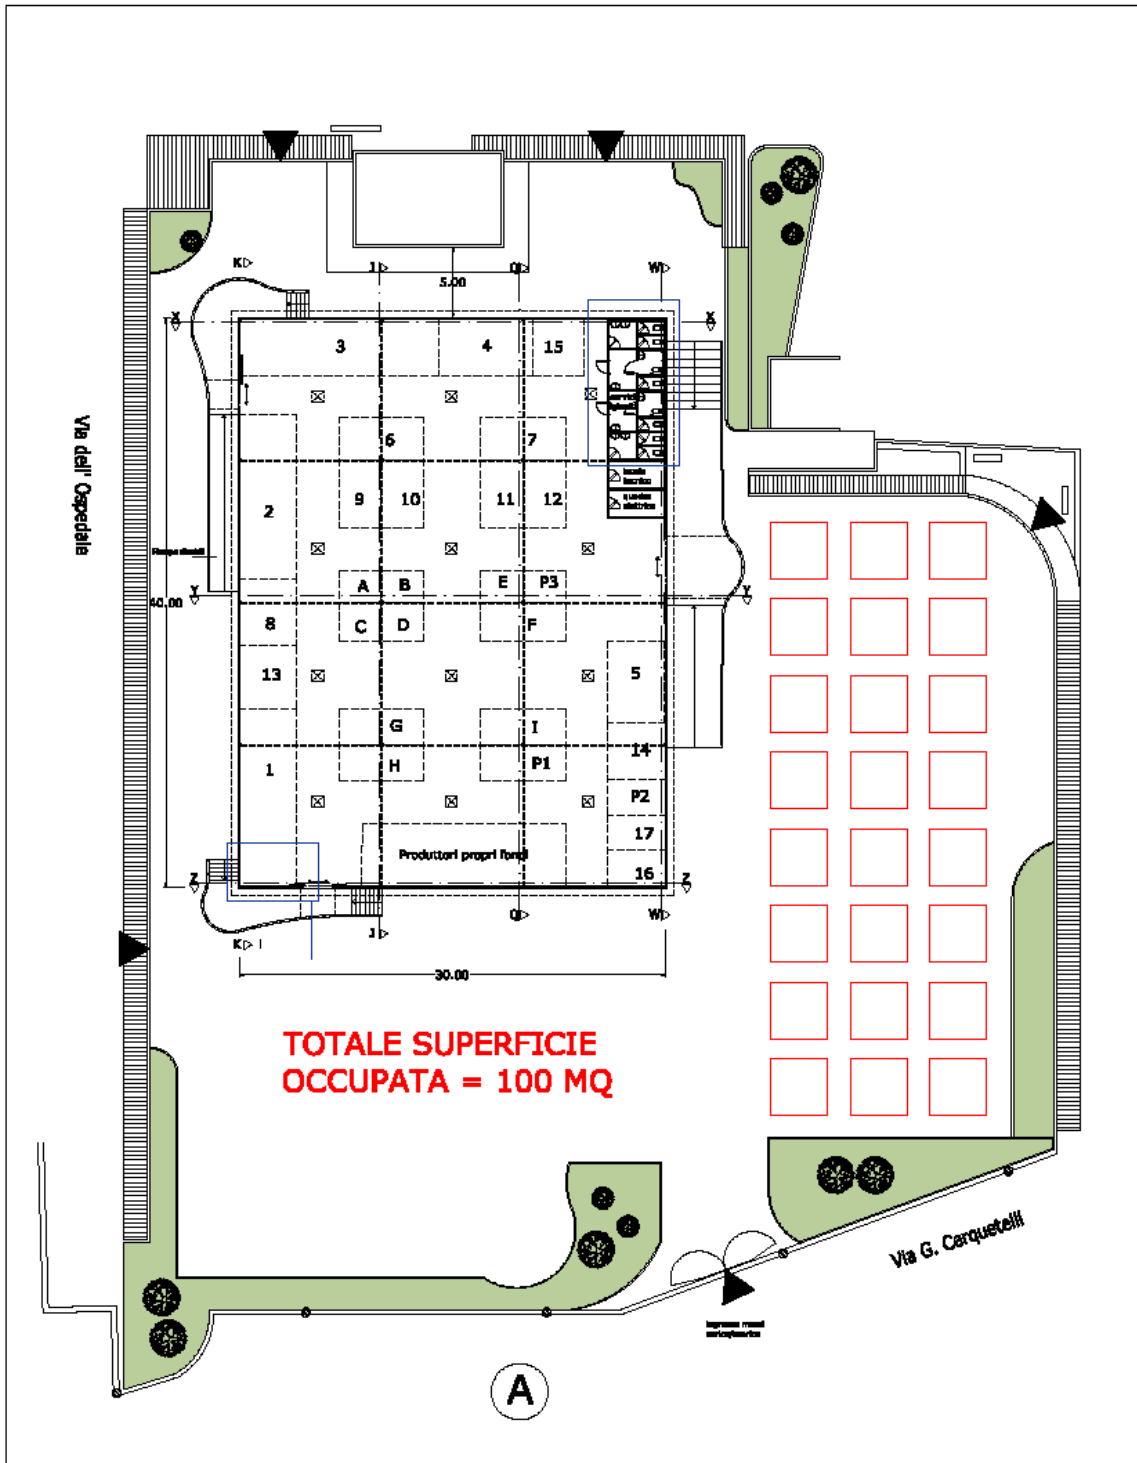 K
J
Q
W
5.00
X
X
3
4
15
6
7
9
10
11
12
2
Via dell' Ospedale
A
B
E
P3
Y
Y
40.00
8
C
D
F
13
5
G
I
14
1
H
P1
P2
17
Produttori propri fondi
16
Z
Z
Q
W
J
K
30.00
TOTALE SUPERFICIE
OCCUPATA = 100 MQ
Via G. Carquetelli
A